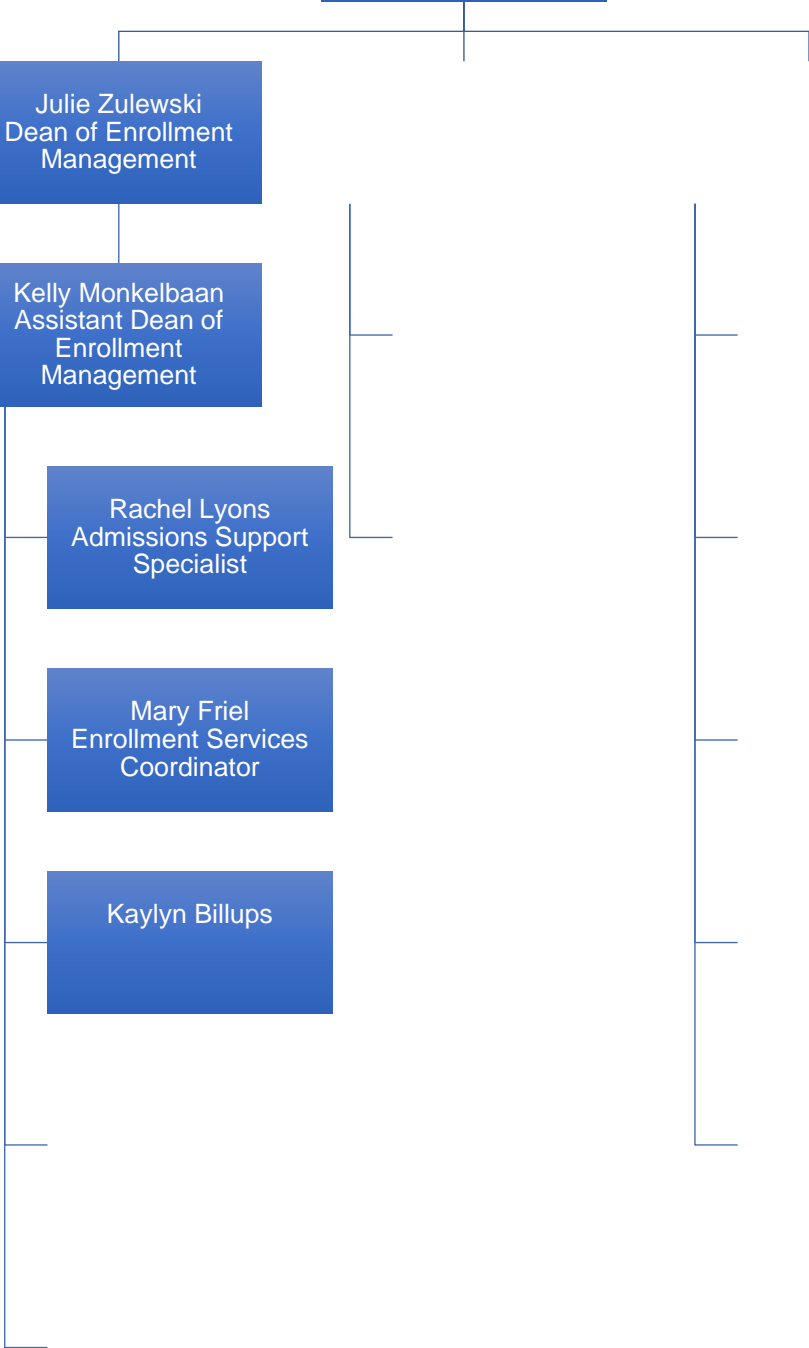 Julie Zulewski
Dean of Enrollment
Management
Kelly Monkelbaan
Assistant Dean of
Enrollment
Management
Rachel Lyons
Admissions Support
Specialist
Mary Friel
Enrollment Services
Coordinator
Kaylyn Billups